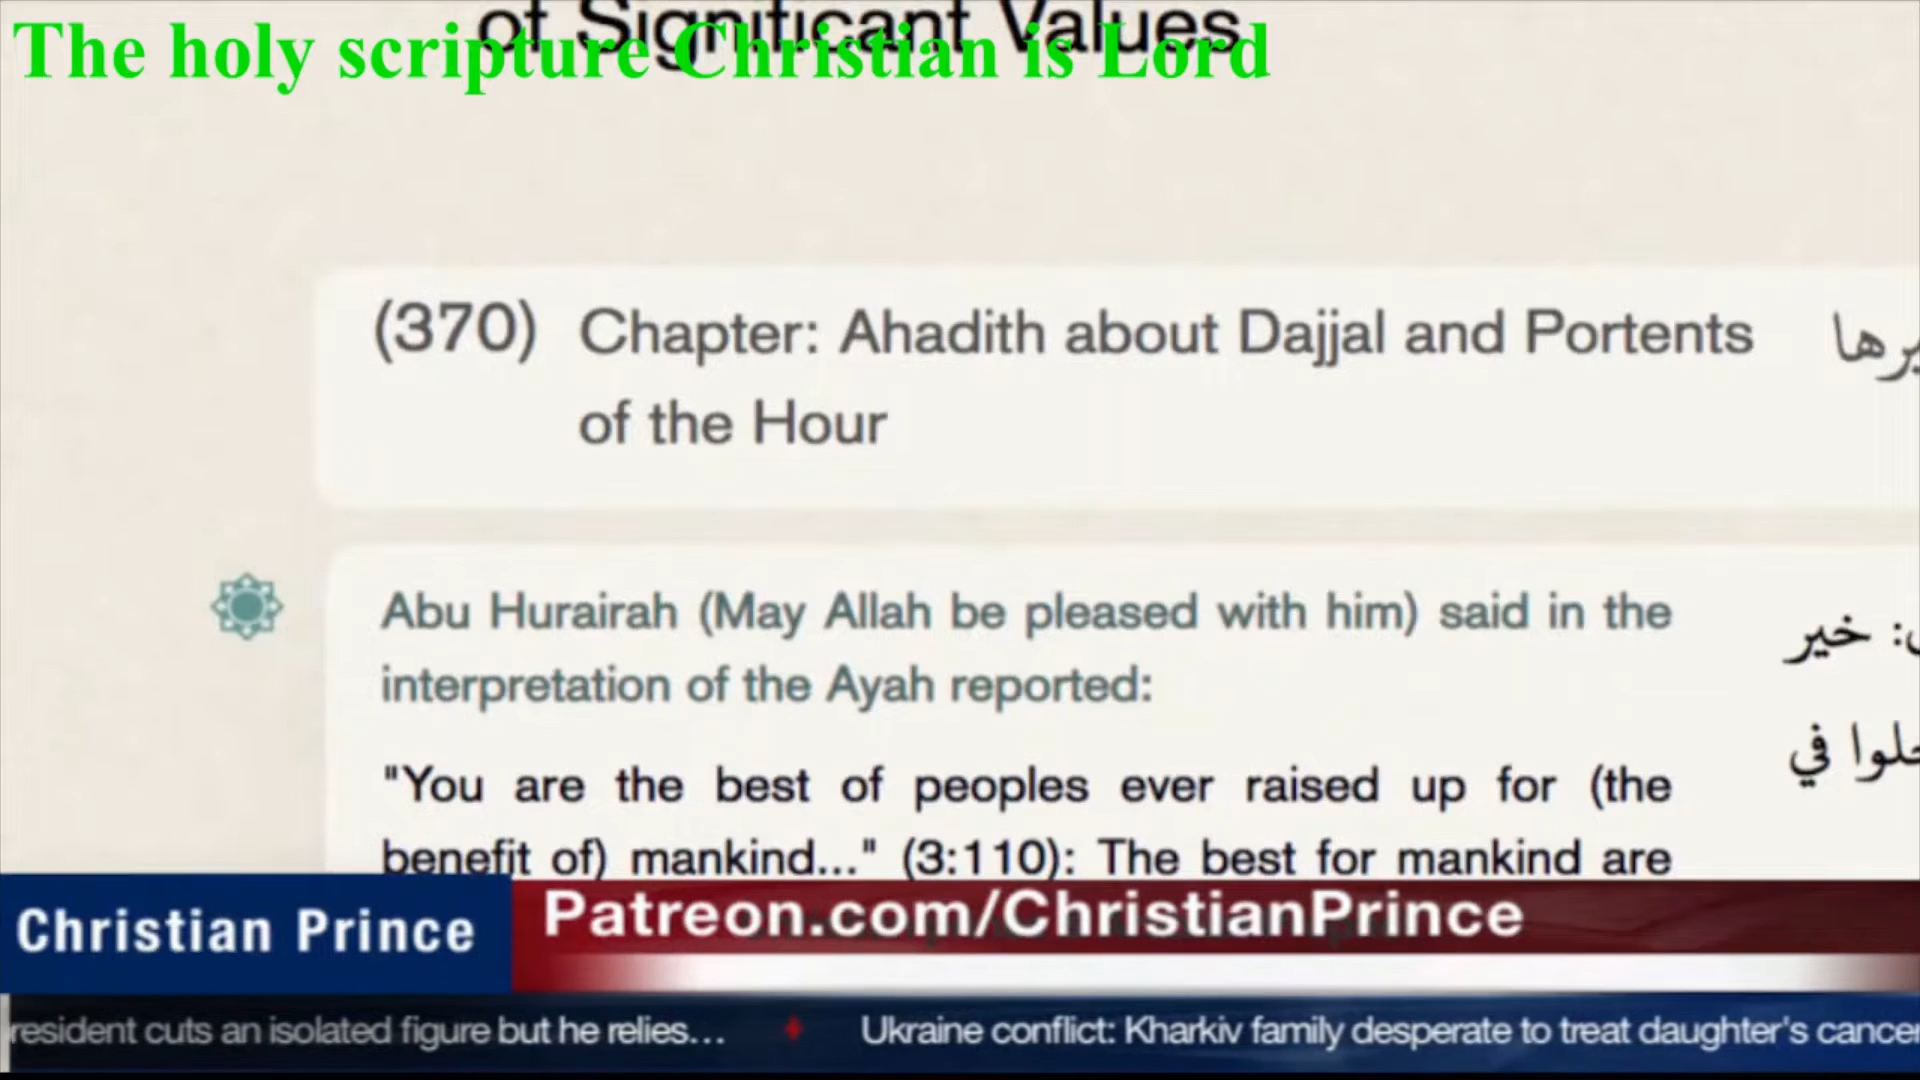 of Significant Values
The holy scripture Christian is Lord
(370) Chapter: Ahadith about Dajjal and Portents
of the Hour
Abu Hurairah (May Allah be pleased with him) said in the
خير
interpretation of the Ayah reported:
"You are the best of peoples ever raised up for (the
في
benefit of) mankind..." (3:110): The best for mankind are
Christian Prince
Patreon.com/ChristianPrince
resident cuts an isolated figure but he relies... Ukraine conflict: Kharkiv family desperate to treat daughter's cancer